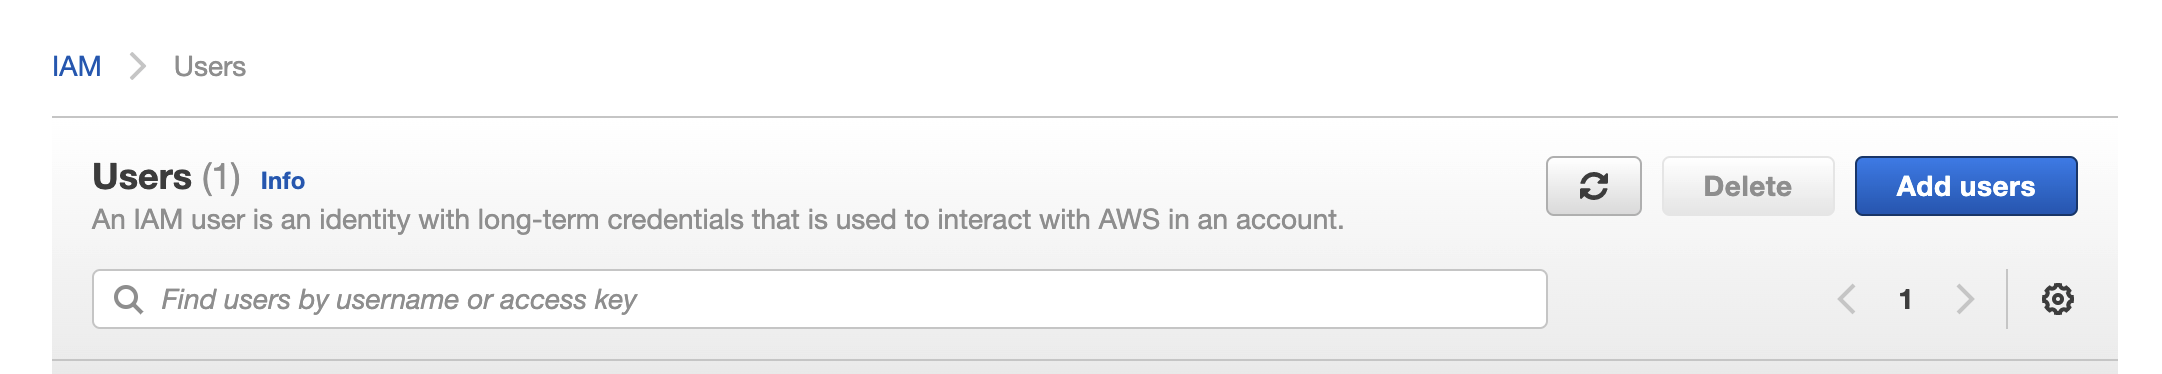 IAM > Users
Users (1) Info
Delete
Add users
An IAM user is an identity with long-term credentials that is used to interact with AWS in an account.
Find users by username or access key
1